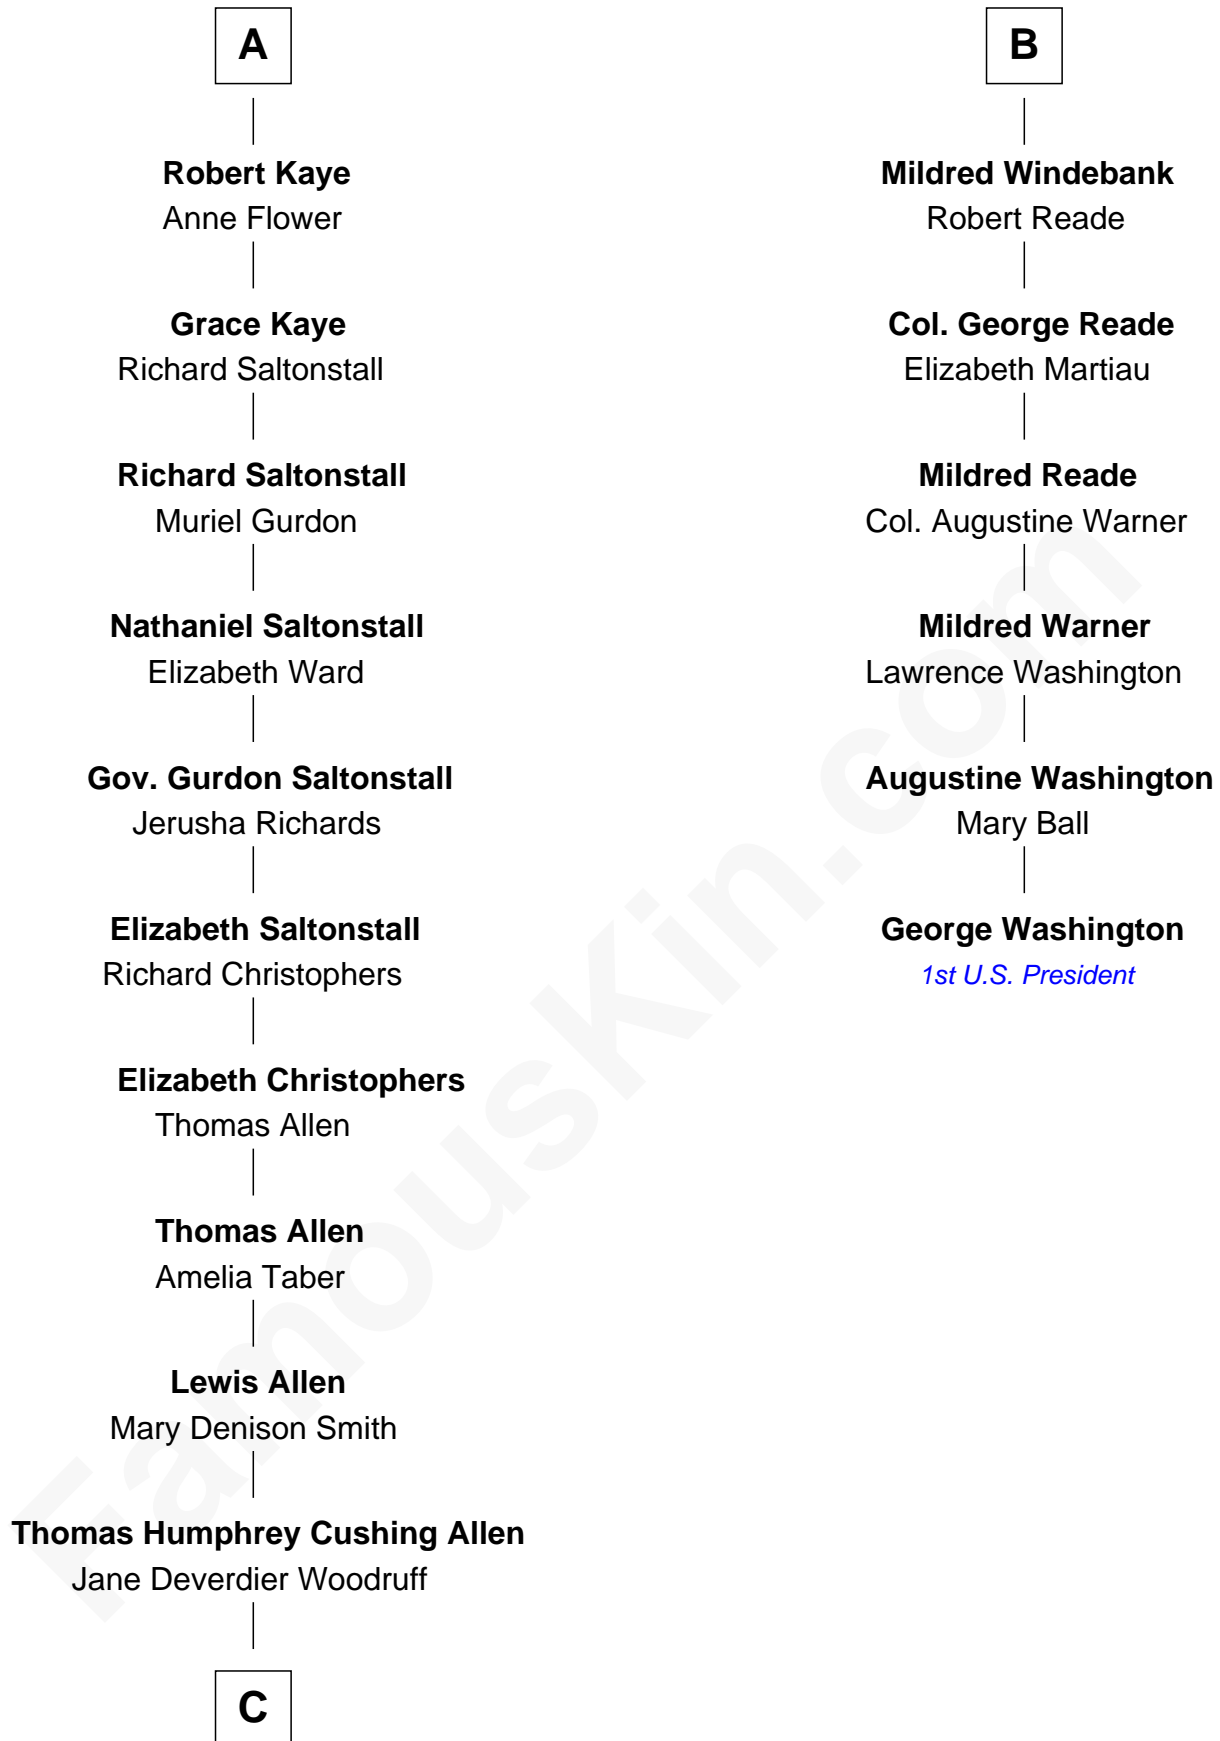 A
Robert Kaye
Anne Flower
Grace Kaye
Richard Saltonstall
Richard Saltonstall
Muriel Gurdon
Nathaniel Saltonstall
Elizabeth Ward
Gov. Gurdon Saltonstall
Jerusha Richards
Elizabeth Saltonstall
Richard Christophers
Elizabeth Christophers
Thomas Allen
Thomas Allen
Amelia Taber
Lewis Allen
Mary Denison Smith
Thomas Humphrey Cushing Allen
Jane Deverdier Woodruff
C
B
Mildred Windebank
Robert Reade
Col. George Reade
Elizabeth Martiau
Mildred Reade
Col. Augustine Warner
Mildred Warner
Lawrence Washington
Augustine Washington
Mary Ball
George Washington
1st U.S. President
FamousKin.com